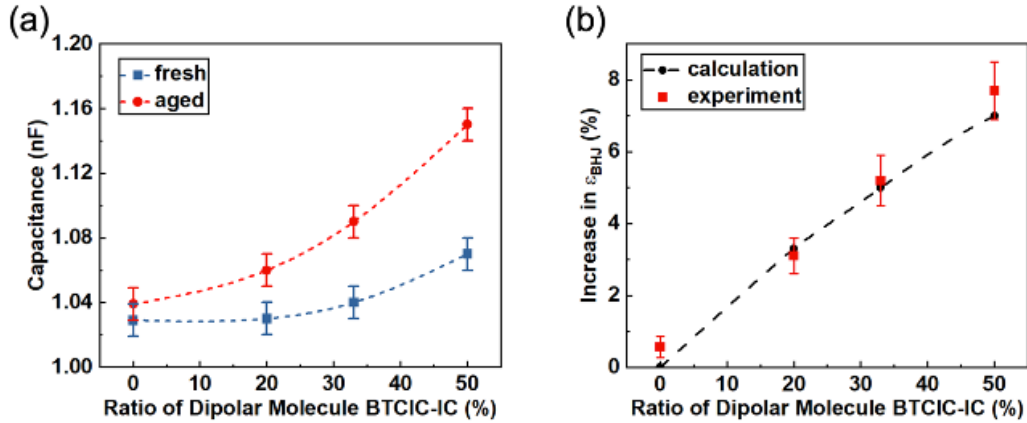 (a)
1.20
1.16
1.12
1.08
1.04
1.00
Capacitance (nF)
fresh
aged
0 10 20 30 40 50
Ratio of Dipolar Molecule BTCIC-IC (%)
(b)
8
6
4
2
0
Increase in εBHJ (%)
calculation
experiment
0 10 20 30 40 50
Ratio of Dipolar Molecule BTCIC-IC (%)